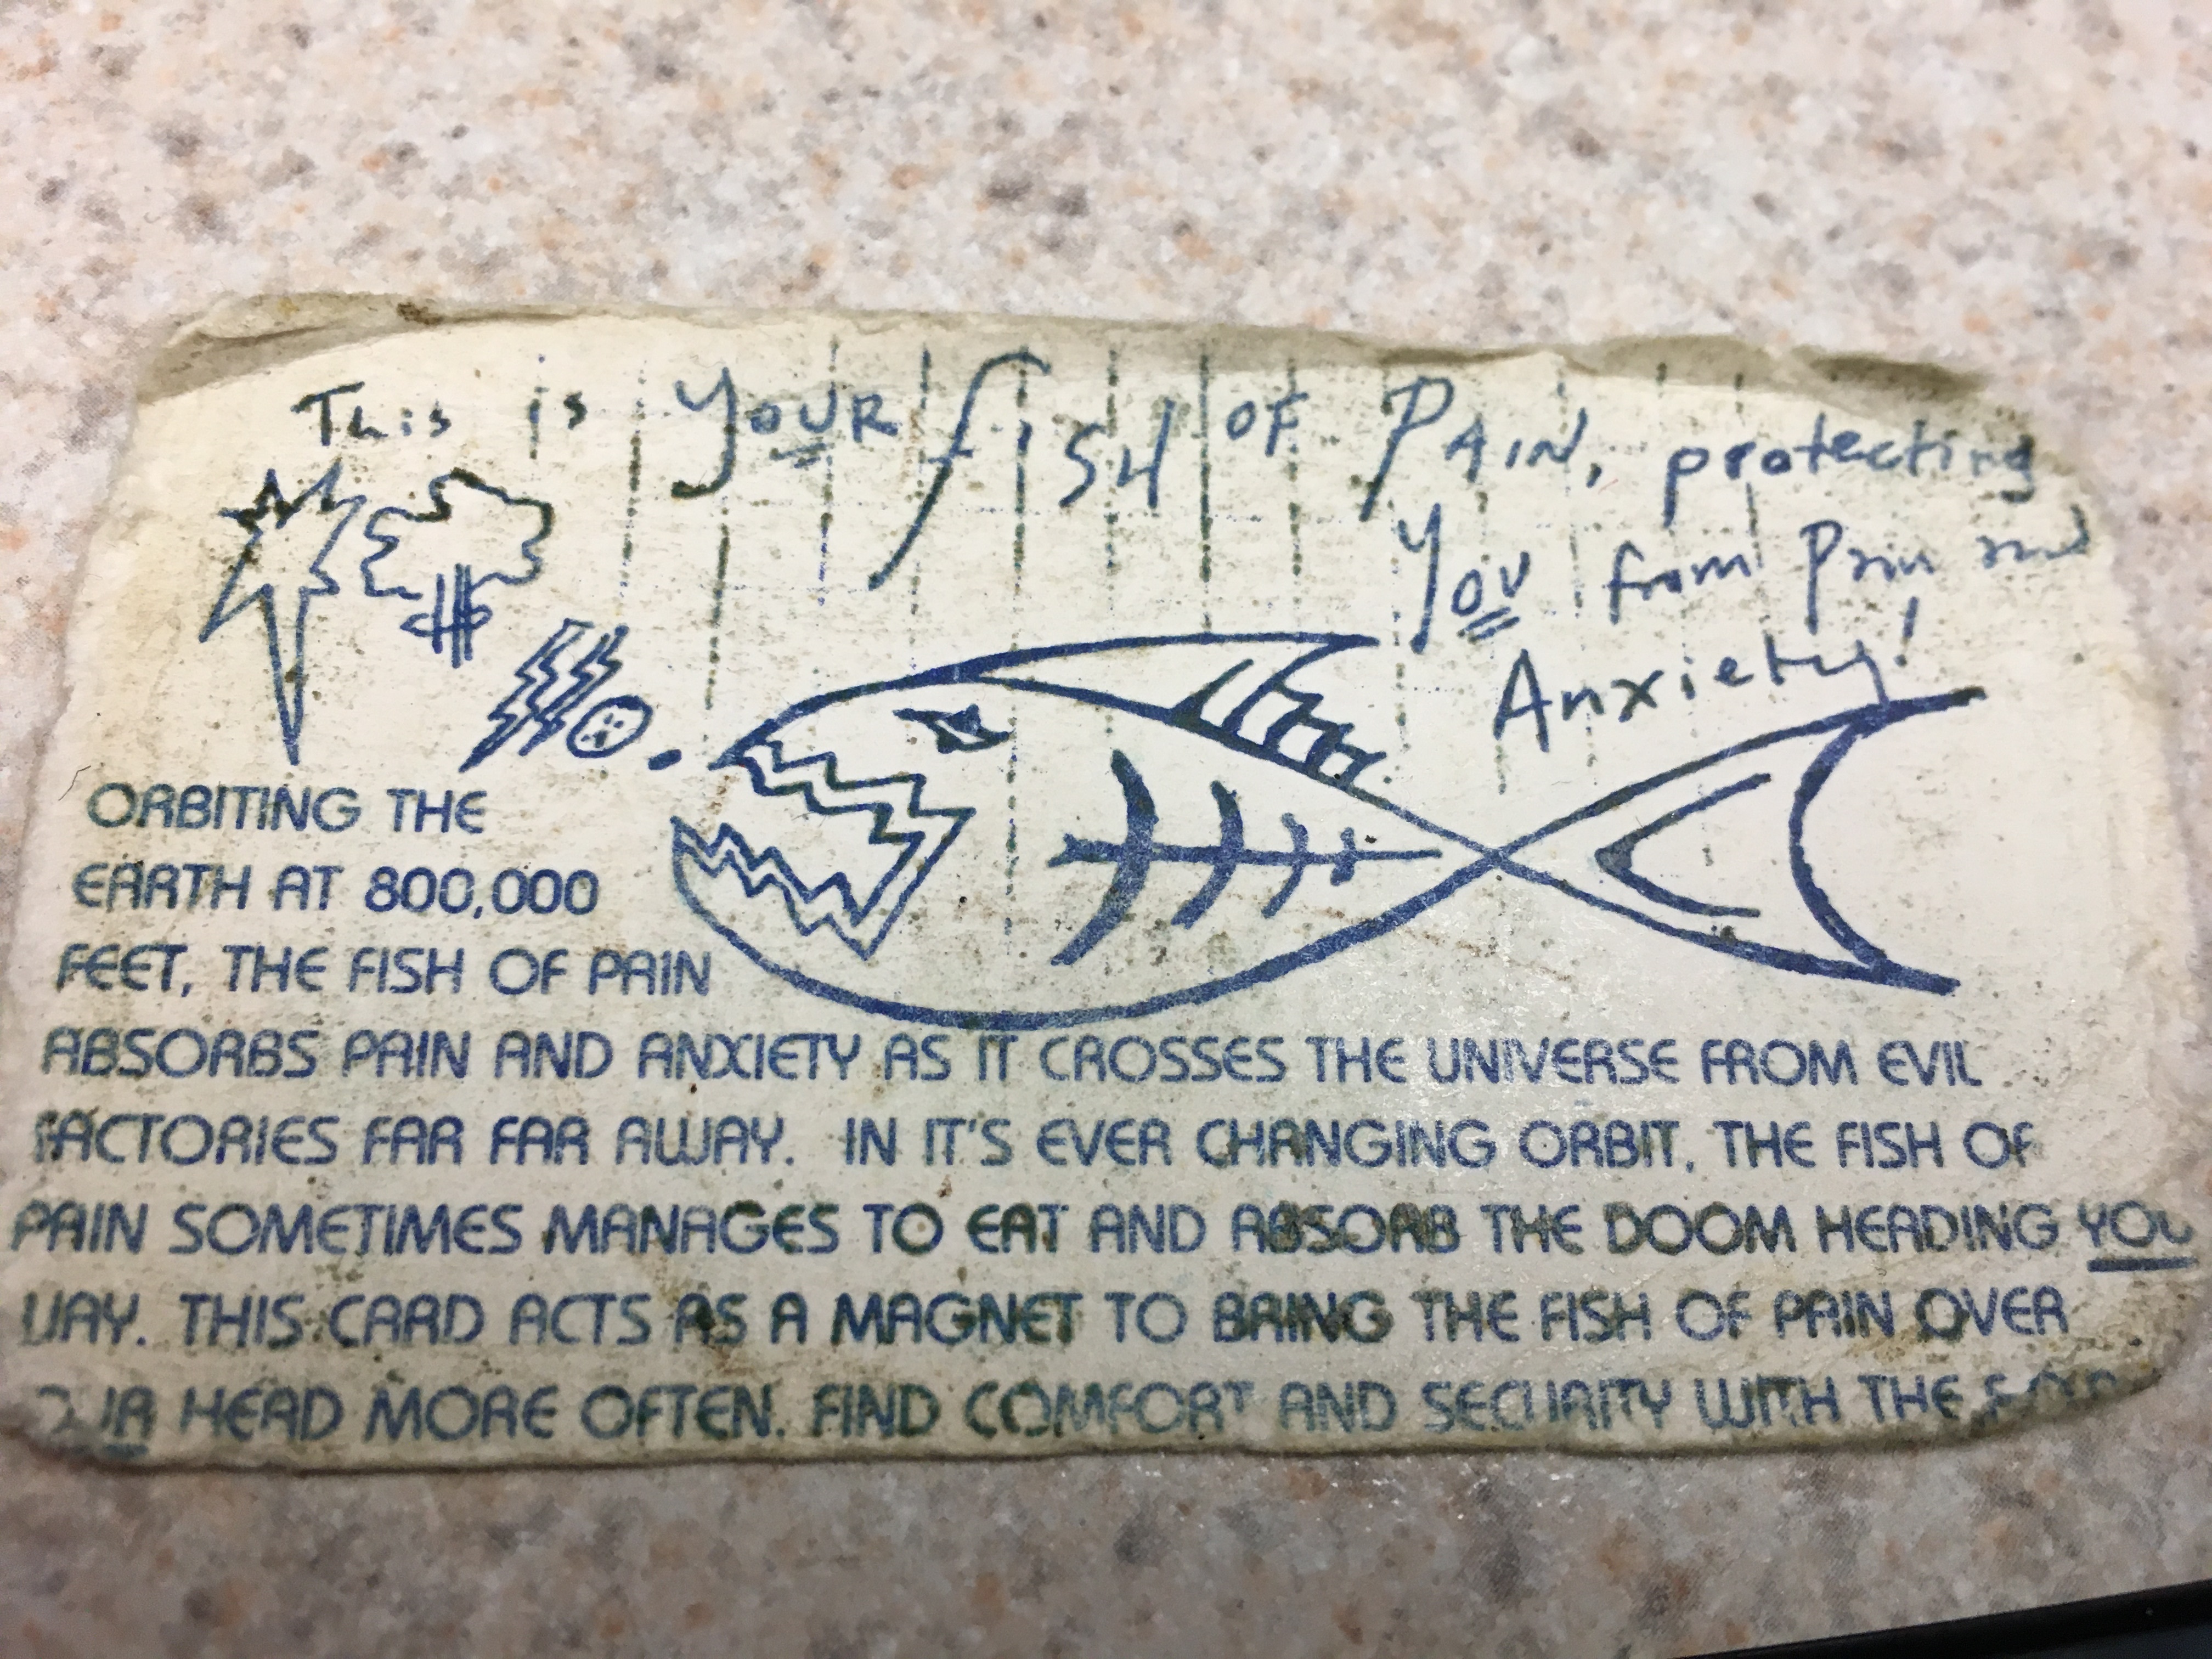 This is YOUR fISH OF PAIN, protecting
YOU from Pain and
Anxiety!
ORBITING THE
EARTH AT 800,000
FEET, THE FISH OF PAIN
ABSORBS PAIN AND ANXIETY AS IT CROSSES THE UNIVERSE FROM EVIL
FACTORIES FAR FAR AWAY. IN IT'S EVER CHANGING ORBIT, THE FISH OF
PAIN SOMETIMES MANAGES TO EAT AND ABSORB THE DOOM HEADING YOU
WAY. THIS CARD ACTS AS A MAGNET TO BRING THE FISH OF PAIN OVER
HEAD MORE OFTEN. FIND COMFORT AND SECURITY WITH THE